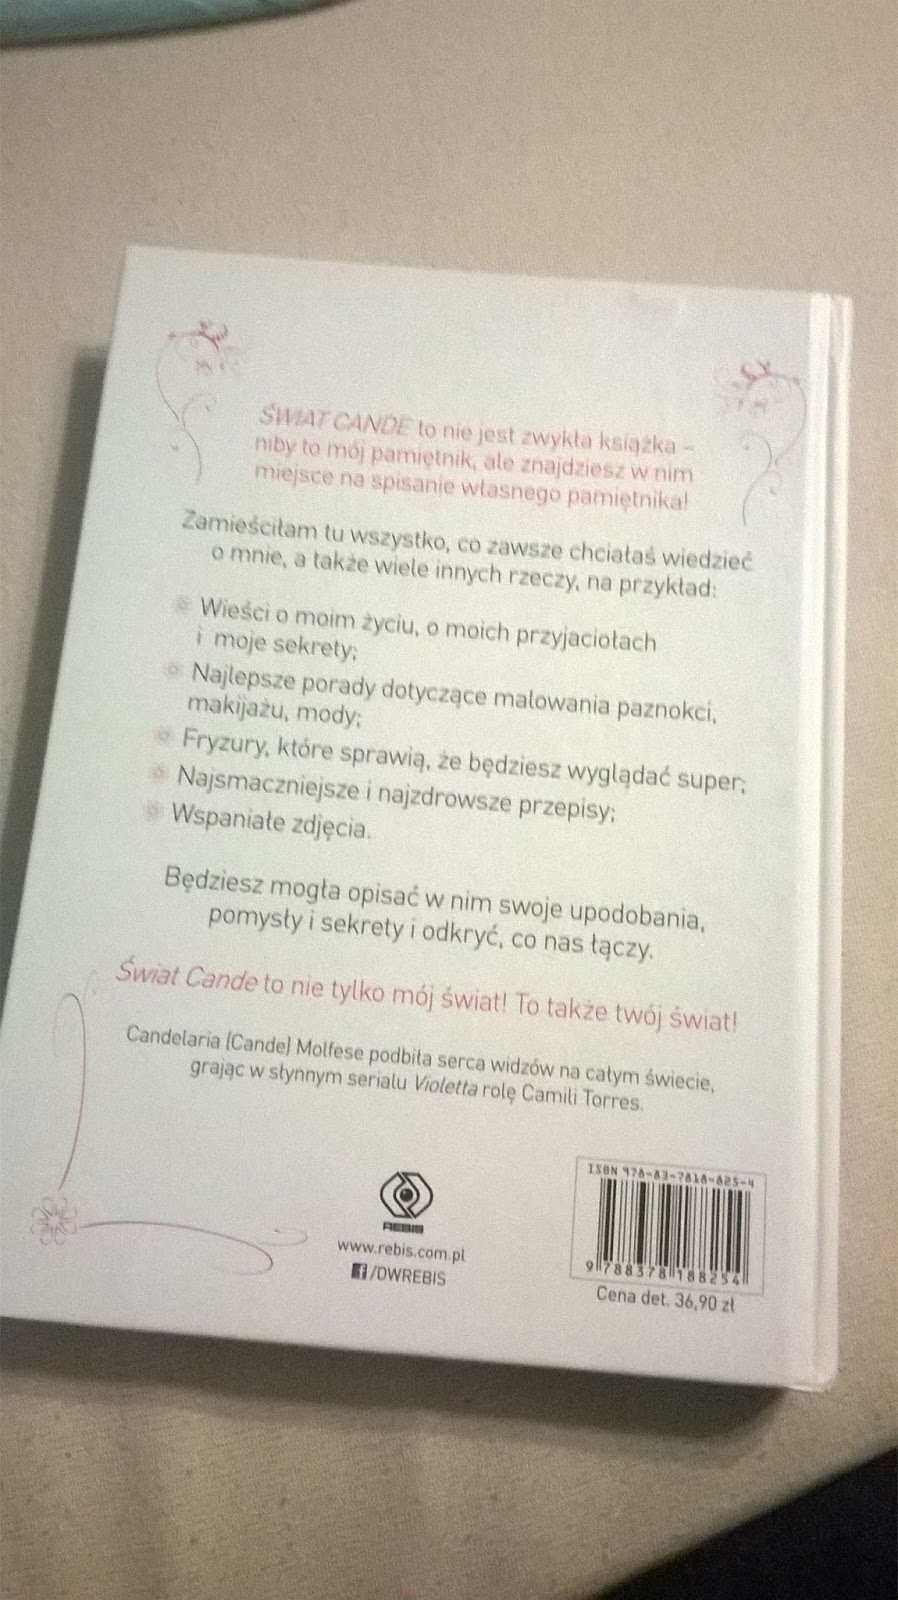 ŚWIAT CANDE to nie jest zwykła książka –
niby to mój pamiętnik, ale znajdziesz w nim
miejsce na spisanie własnego pamiętnika!
Zamieściłam tu wszystko, co zawsze chciałaś wiedzieć
o mnie, a także wiele innych rzeczy, na przykład:
Wieści o moim życiu, o moich przyjaciołach
i moje sekrety;
Najlepsze porady dotyczące malowania paznokci,
makijażu, mody;
Fryzury, które sprawią, że będziesz wyglądać super;
Najsmaczniejsze i najzdrowsze przepisy;
Wspaniałe zdjęcia.
Będziesz mogła opisać w nim swoje upodobania,
pomysły i sekrety i odkryć, co nas łączy.
Świat Cande to nie tylko mój świat! To także twój świat!
Candelaria (Cande) Molfese podbiła serca widzów na całym świecie,
grając w słynnym serialu Violetta rolę Camili Torres.
REBIS
www.rebis.com.pl
f /DWREBIS
ISBN 978-83-7818-825-4
9 788378 188254
Cena det. 36,90 zł